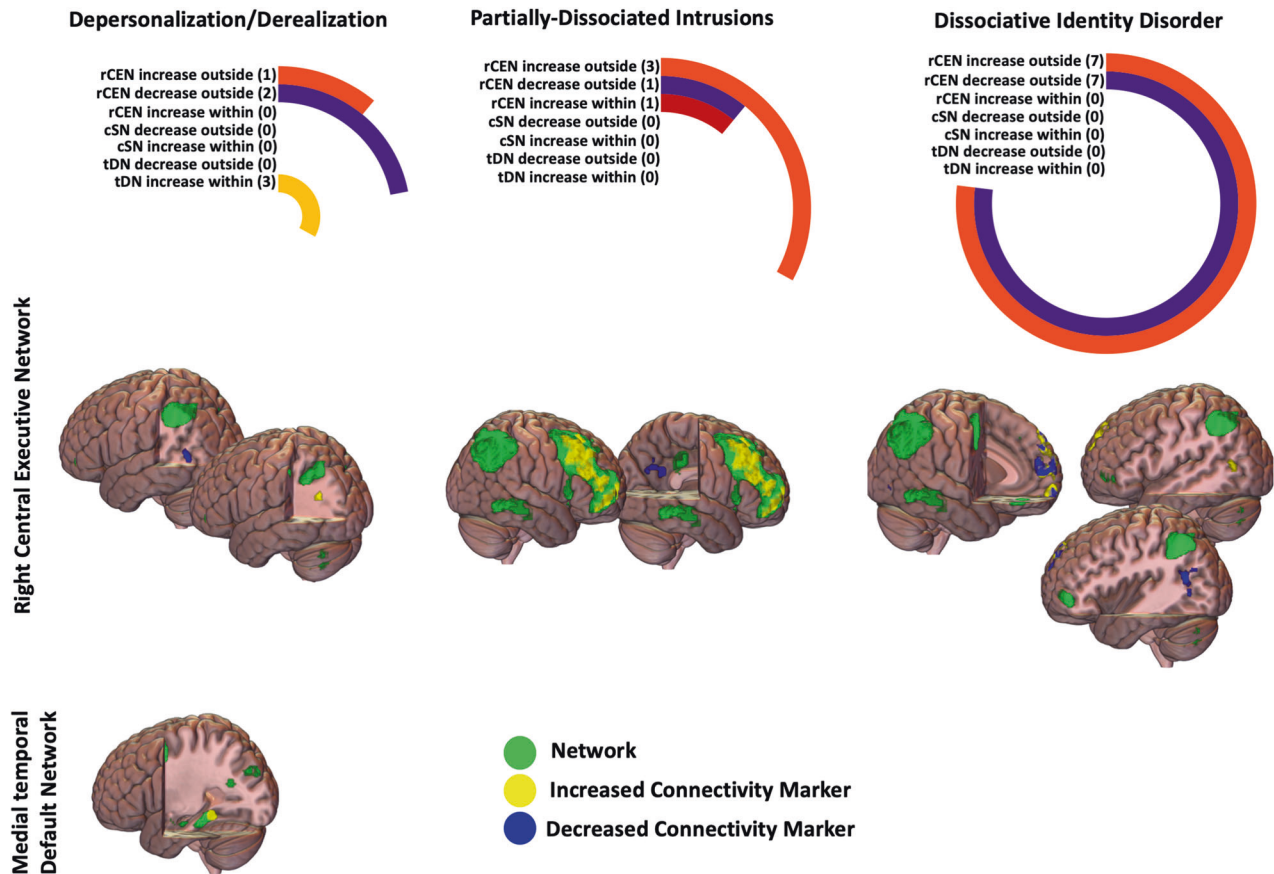 Depersonalization/Derealization
rCEN increase outside (1)
rCEN decrease outside (2)
rCEN increase within (0)
cSN decrease outside (0)
cSN increase within (0)
tDN decrease outside (0)
tDN increase within (3)
Partially-Dissociated Intrusions
rCEN increase outside (3)
rCEN decrease outside (1)
rCEN increase within (1)
cSN decrease outside (0)
cSN increase within (0)
tDN decrease outside (0)
tDN increase within (0)
Dissociative Identity Disorder
rCEN increase outside (7)
rCEN decrease outside (7)
rCEN increase within (0)
cSN decrease outside (0)
cSN increase within (0)
tDN decrease outside (0)
tDN increase within (0)
Right Central Executive Network
Medial temporal
Default Network
Network
Increased Connectivity Marker
Decreased Connectivity Marker